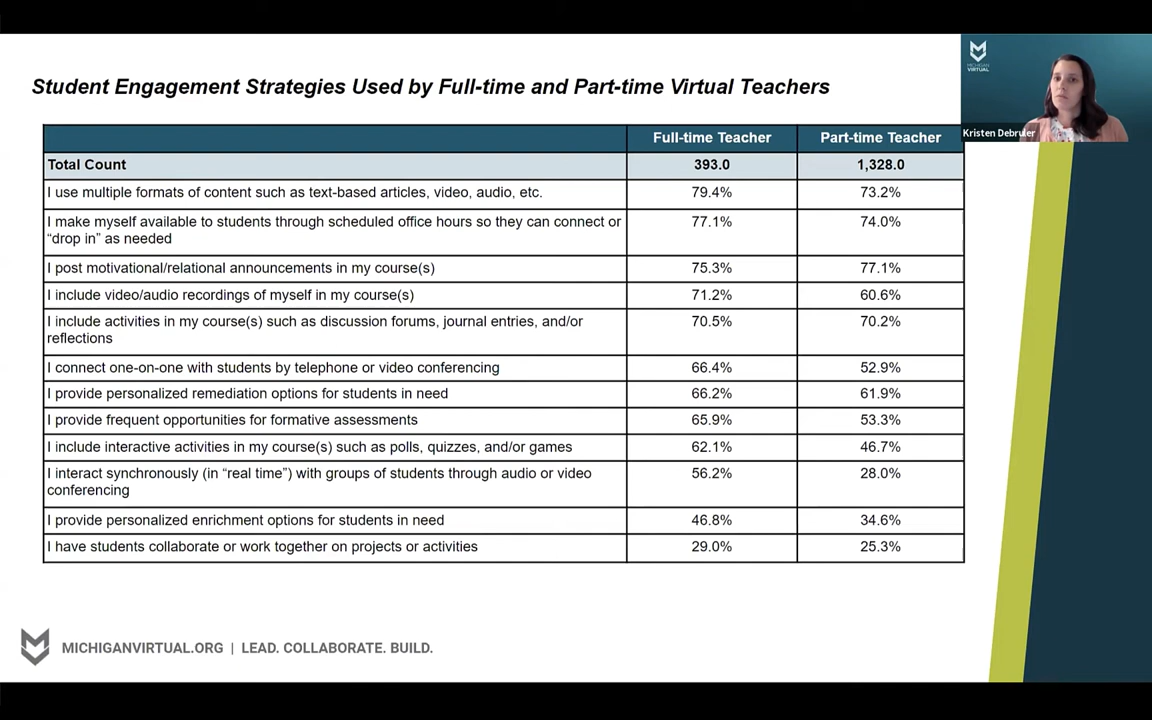 Student Engagement Strategies Used by Full-time and Part-time Virtual Teachers
MICHIGAN
VIRTUAL
Kristen Debruler
Full-time Teacher Part-time Teacher
Total Count 393.0 1,328.0
I use multiple formats of content such as text-based articles, video, audio, etc. 79.4% 73.2%
I make myself available to students through scheduled office hours so they can connect or
“drop in” as needed 77.1% 74.0%
I post motivational/relational announcements in my course(s) 75.3% 77.1%
I include video/audio recordings of myself in my course(s) 71.2% 60.6%
I include activities in my course(s) such as discussion forums, journal entries, and/or
reflections 70.5% 70.2%
I connect one-on-one with students by telephone or video conferencing 66.4% 52.9%
I provide personalized remediation options for students in need 66.2% 61.9%
I provide frequent opportunities for formative assessments 65.9% 53.3%
I include interactive activities in my course(s) such as polls, quizzes, and/or games 62.1% 46.7%
I interact synchronously (in “real time”) with groups of students through audio or video
conferencing 56.2% 28.0%
I provide personalized enrichment options for students in need 46.8% 34.6%
I have students collaborate or work together on projects or activities 29.0% 25.3%
MICHIGANVIRTUAL.ORG | LEAD. COLLABORATE. BUILD.